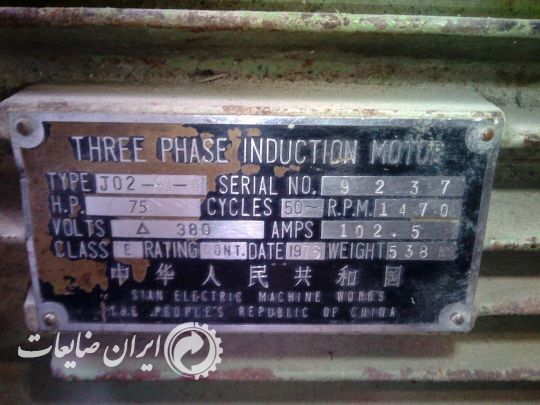 THREE PHASE INDUCTION MOTOR
TYPE SERIAL NO. 9237
H.P. 75 CYCLES 50~ R.P.M. 1470
VOLTS △ 380 AMPS 102.5
CLASS E RATING CONT. DATE 1976 WEIGHT 538
中华人民共和国
SIAN ELECTRIC MACHINE WORKS
THE PEOPLE'S REPUBLIC OF CHINA
ایران ضایعات